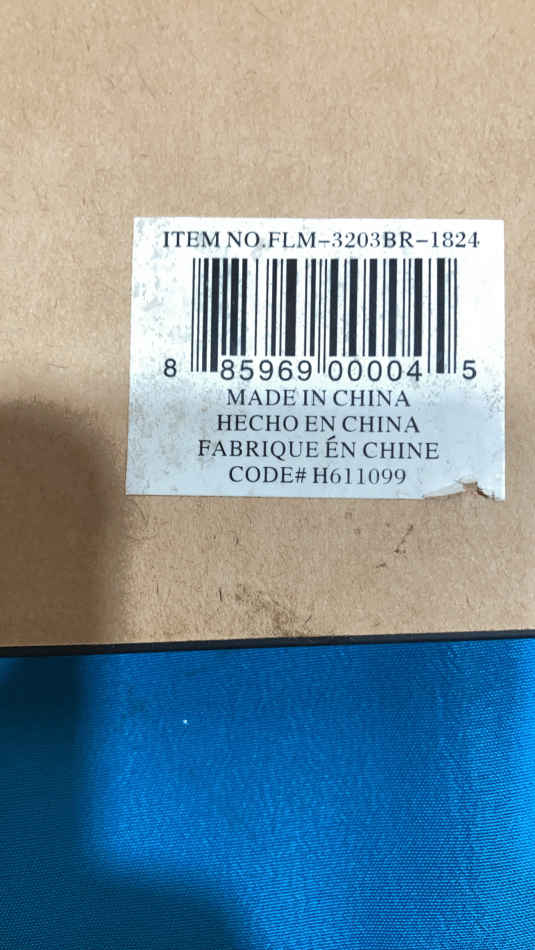 ITEM NO.FLM-3203BR-1824
8 85969 00004 5
MADE IN CHINA
HECHO EN CHINA
FABRIQUE ÉN CHINE
CODE# H611099